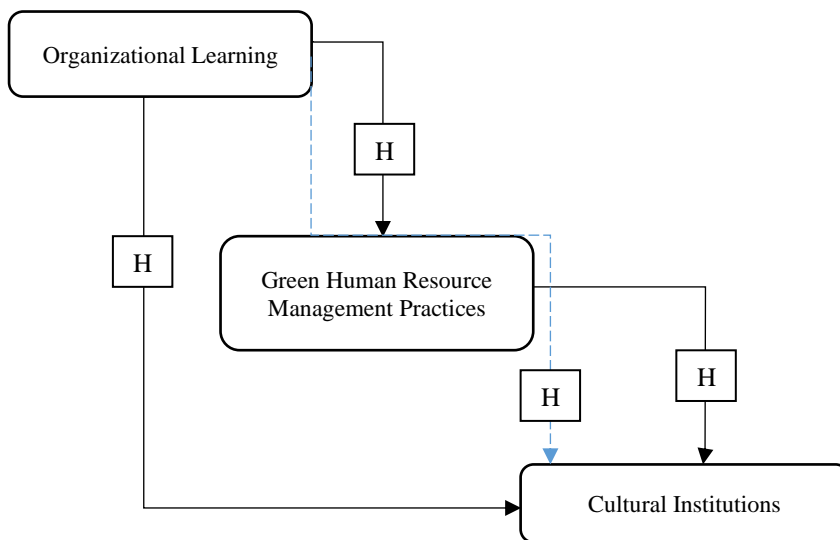 Organizational Learning
H
H
Green Human Resource
Management Practices
H
H
Cultural Institutions